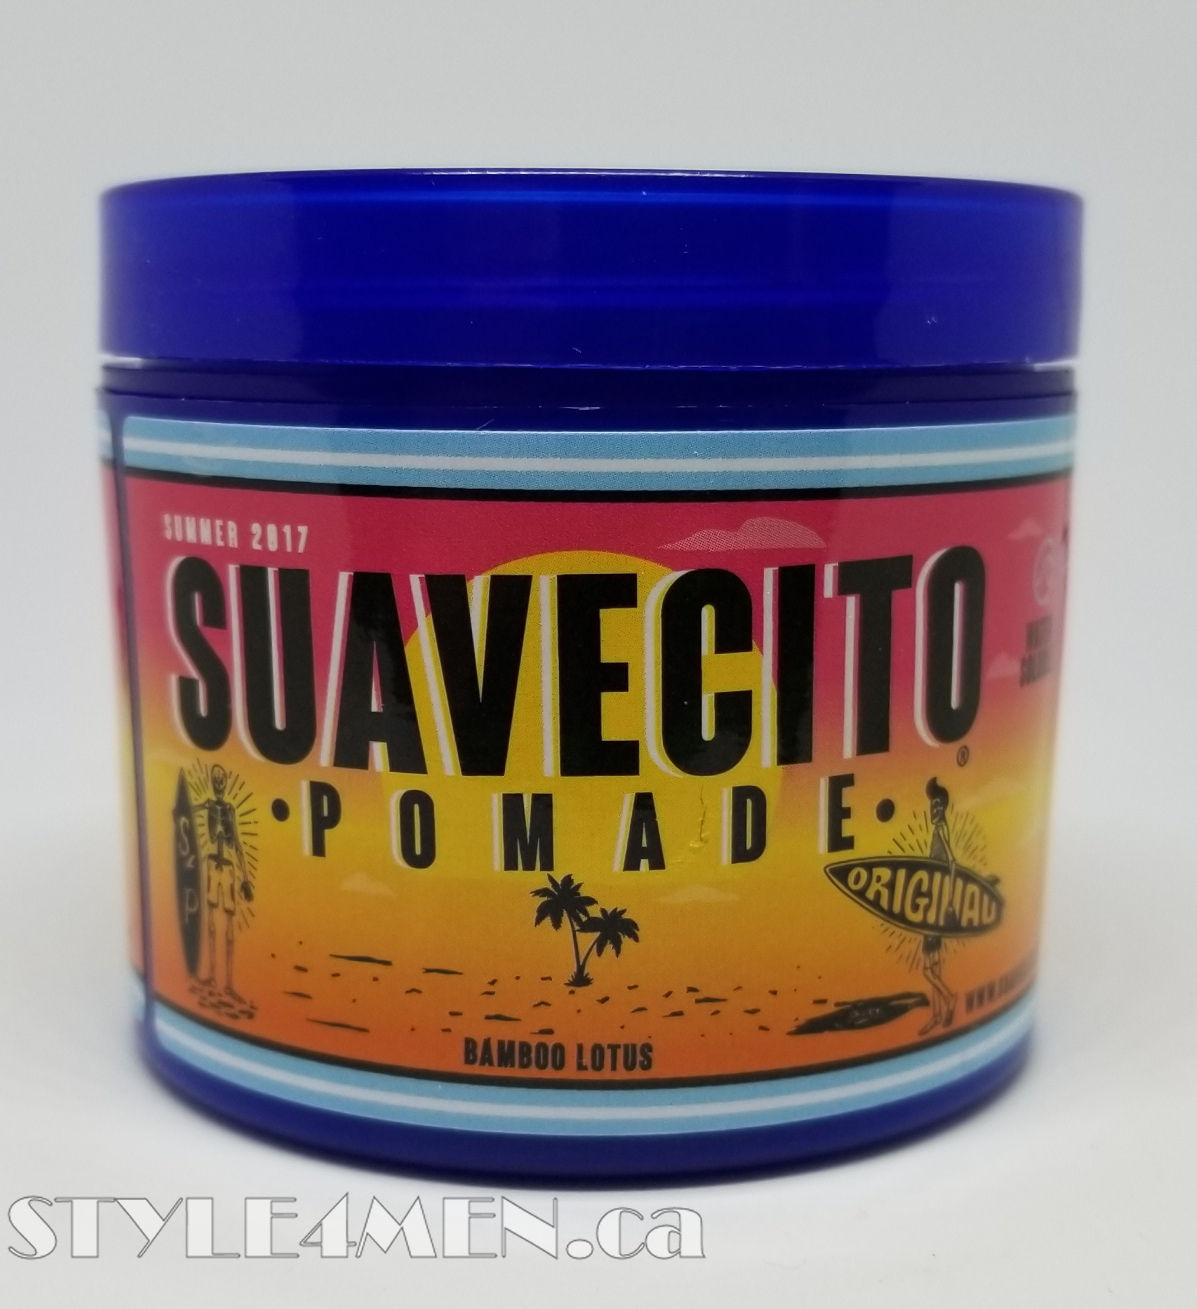 SUMMER 2017
SUAVECITO
®
• POMADE •
S P
ORIGINAL
BAMBOO LOTUS
STYLE4MEN.ca